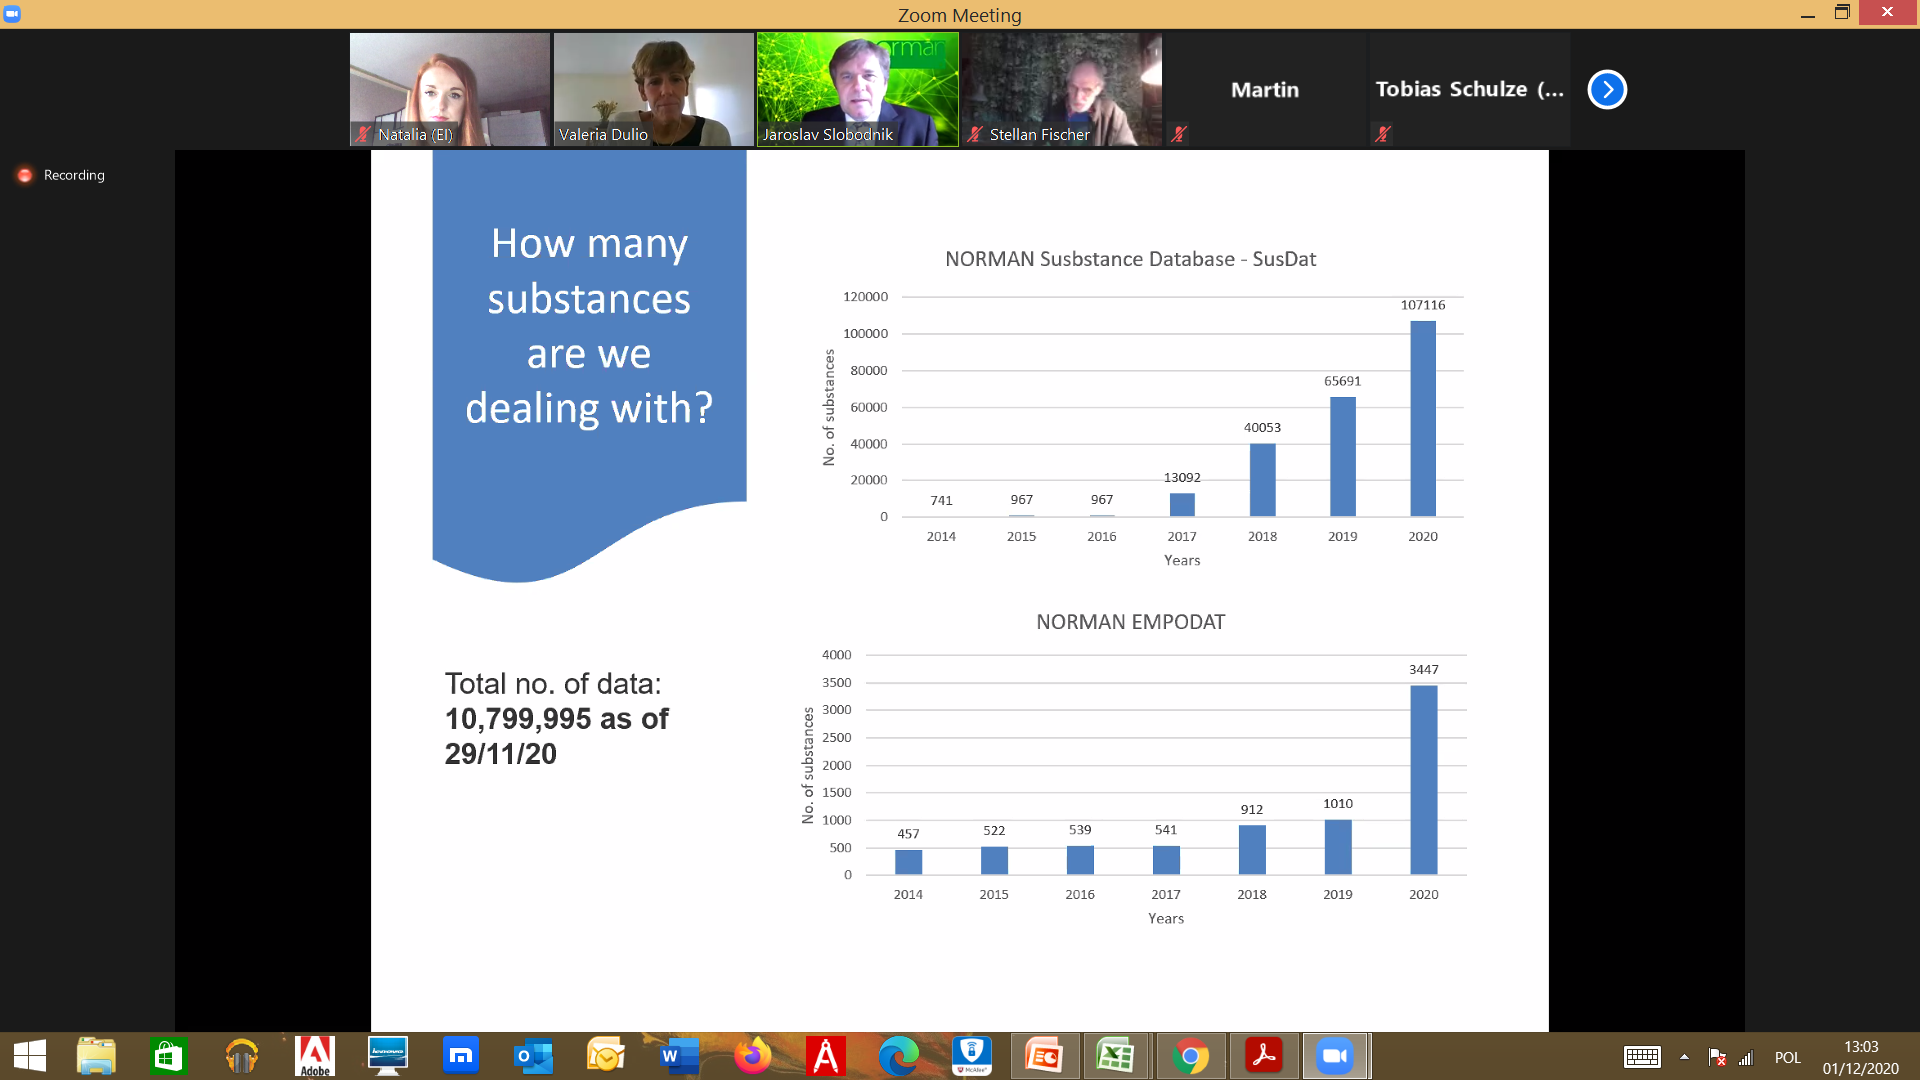 Zoom Meeting
norman
Natalia (EI)
Valeria Dulio
Jaroslav Slobodnik
Stellan Fischer
Martin
Tobias Schulze (...
Recording
How many
substances
are we
dealing with?
Total no. of data:
10,799,995 as of
29/11/20
NORMAN Susbstance Database - SusDat
No. of substances
120000
100000
80000
60000
40000
20000
0
741
967
967
13092
40053
65691
107116
2014
2015
2016
2017
2018
2019
2020
Years
NORMAN EMPODAT
No. of substances
4000
3500
3000
2500
2000
1500
1000
500
0
457
522
539
541
912
1010
3447
2014
2015
2016
2017
2018
2019
2020
Years
Adobe
lenovo
McAfee
POL
13:03
01/12/2020